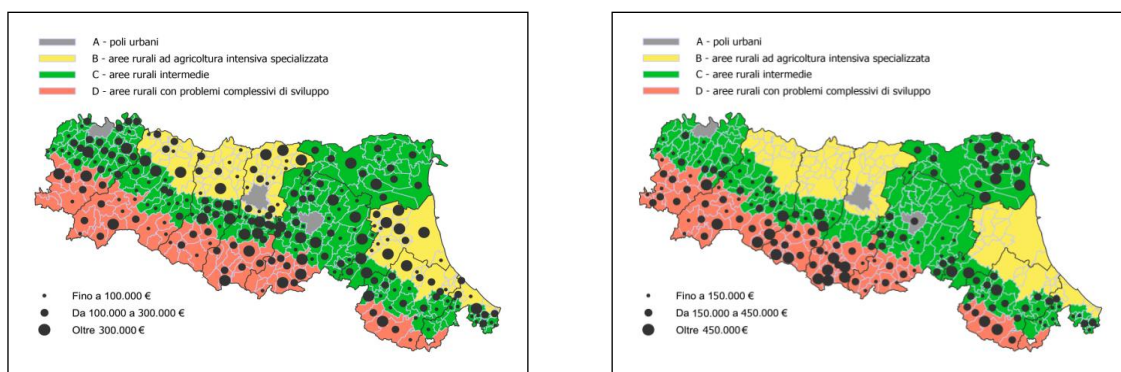 A - poli urbani
B - aree rurali ad agricoltura intensiva specializzata
C - aree rurali intermedie
D - aree rurali con problemi complessivi di sviluppo
Fino a 100.000 €
Da 100.000 a 300.000 €
Oltre 300.000 €
A - poli urbani
B - aree rurali ad agricoltura intensiva specializzata
C - aree rurali intermedie
D - aree rurali con problemi complessivi di sviluppo
Fino a 150.000 €
Da 150.000 a 450.000 €
Oltre 450.000 €